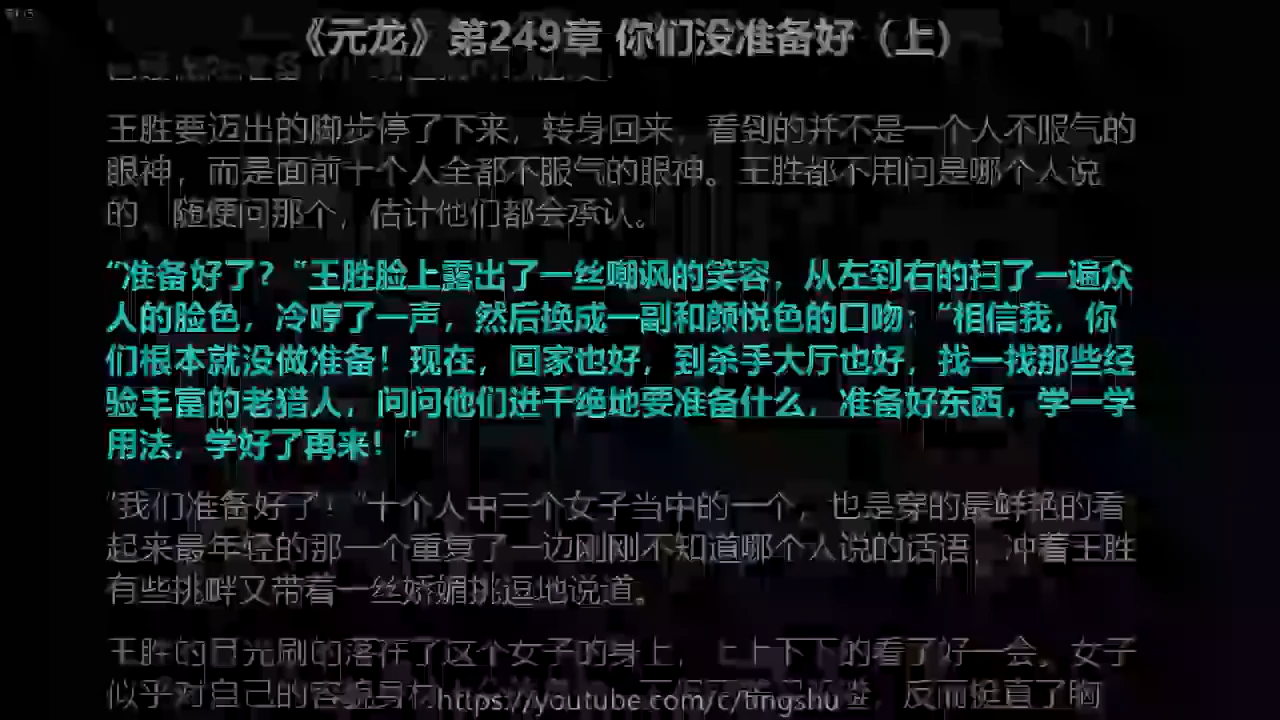 《元龙》第249章 你们没准备好（上）
王胜要迈出的脚步停了下来，转身回来，看到的并不是一个人不服气的
眼神，而是面前十个人全都不服气的眼神。王胜都不用问是哪个人说
的，随便问那个，估计他们都会承认。
“准备好了？”王胜脸上露出了一丝嘲讽的笑容，从左到右的扫了一遍众
人的脸色，冷哼了一声，然后换成一副和颜悦色的口吻：“相信我，你
们根本就没做准备！现在，回家也好，到杀手大厅也好，找一找那些经
验丰富的老猎人，问问他们进千绝地要准备什么，准备好东西，学一学
用法，学好了再来！”
“我们准备好了！”十个人中三个女子当中的一个，也是穿的最鲜艳的看
起来最年轻的那一个重复了一边刚刚不知道哪个人说的话语，冲着王胜
有些挑衅又带着一丝娇媚挑逗地说道。
王胜的目光刷的落在了这个女子的身上，上上下下的看了好一会。女子
似乎对自己的容貌身材 反而挺直了胸
https://youtube.com/c/tingshu